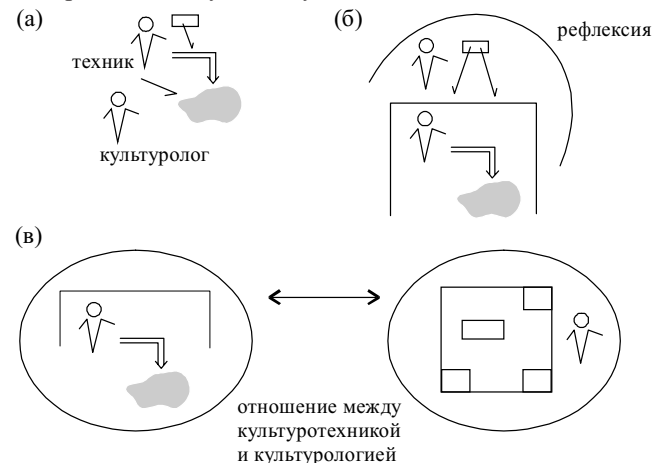 (а)
(б)
рефлексия
техник
культуролог
(в)
отношение между
культуротехникой
и культурологией